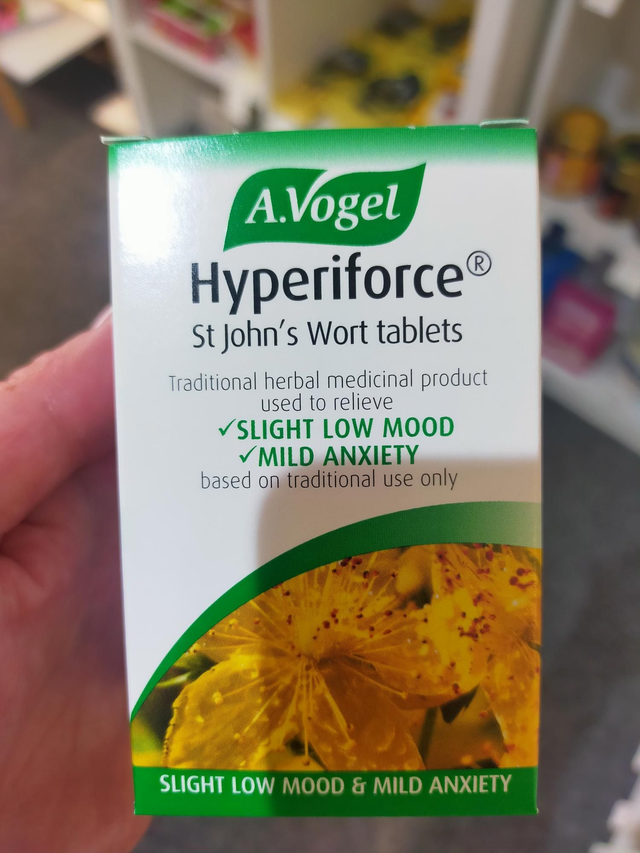 A.Vogel
Hyperiforce®
St John's Wort tablets
Traditional herbal medicinal product
used to relieve
✓SLIGHT LOW MOOD
✓MILD ANXIETY
based on traditional use only
SLIGHT LOW MOOD & MILD ANXIETY